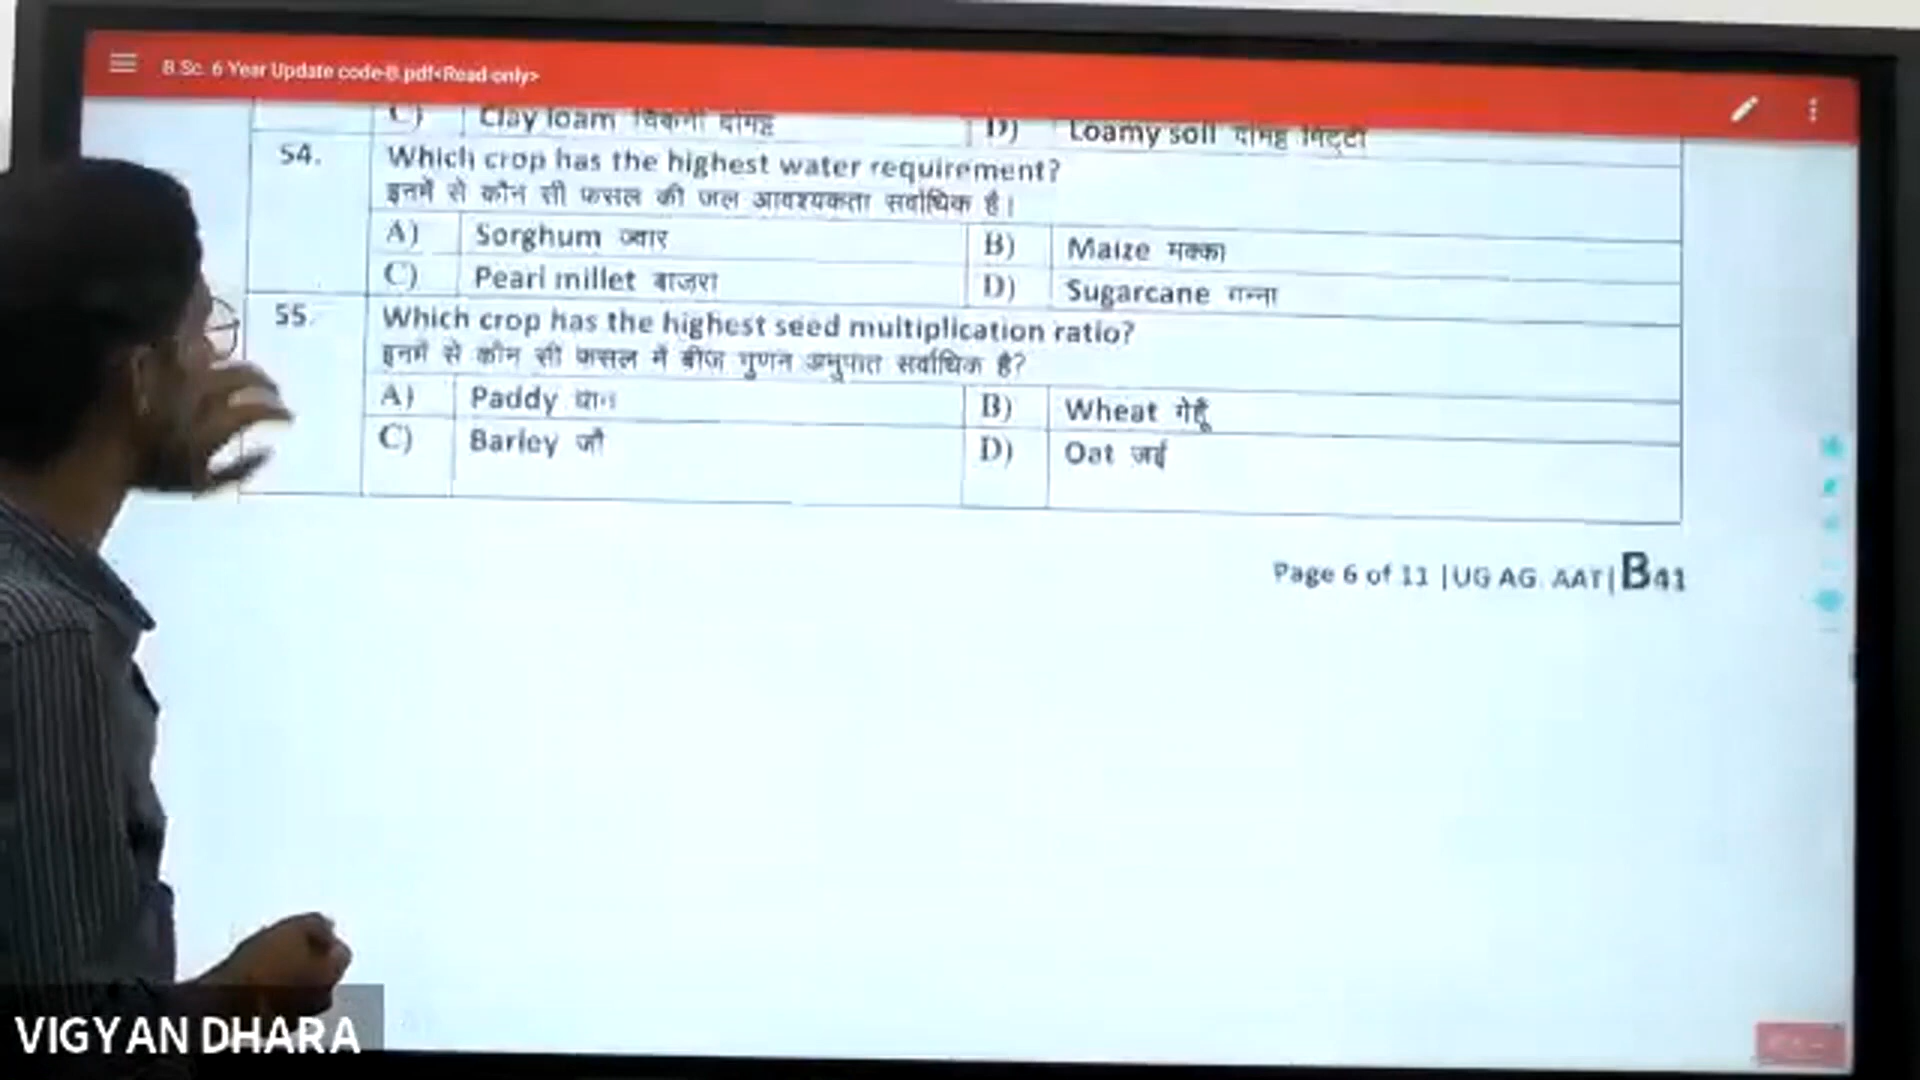 B.Sc. 6 Year Update code-B.pdf<Read-only>
C) Clay loam चिकनी दोमट D) Loamy soil दोमट मिट्टी
54. Which crop has the highest water requirement?
इनमें से कौन सी फसल की जल आवश्यकता सर्वाधिक है।
A) Sorghum ज्वार B) Maize मक्का
C) Pearl millet बाजरा D) Sugarcane गन्ना
55. Which crop has the highest seed multiplication ratio?
इनमें से कौन सी फसल में बीज गुणन अनुपात सर्वाधिक है?
A) Paddy धान B) Wheat गेहूँ
C) Barley जौ D) Oat जई
Page 6 of 11 |UG AG. AAT| B41
VIGYAN DHARA